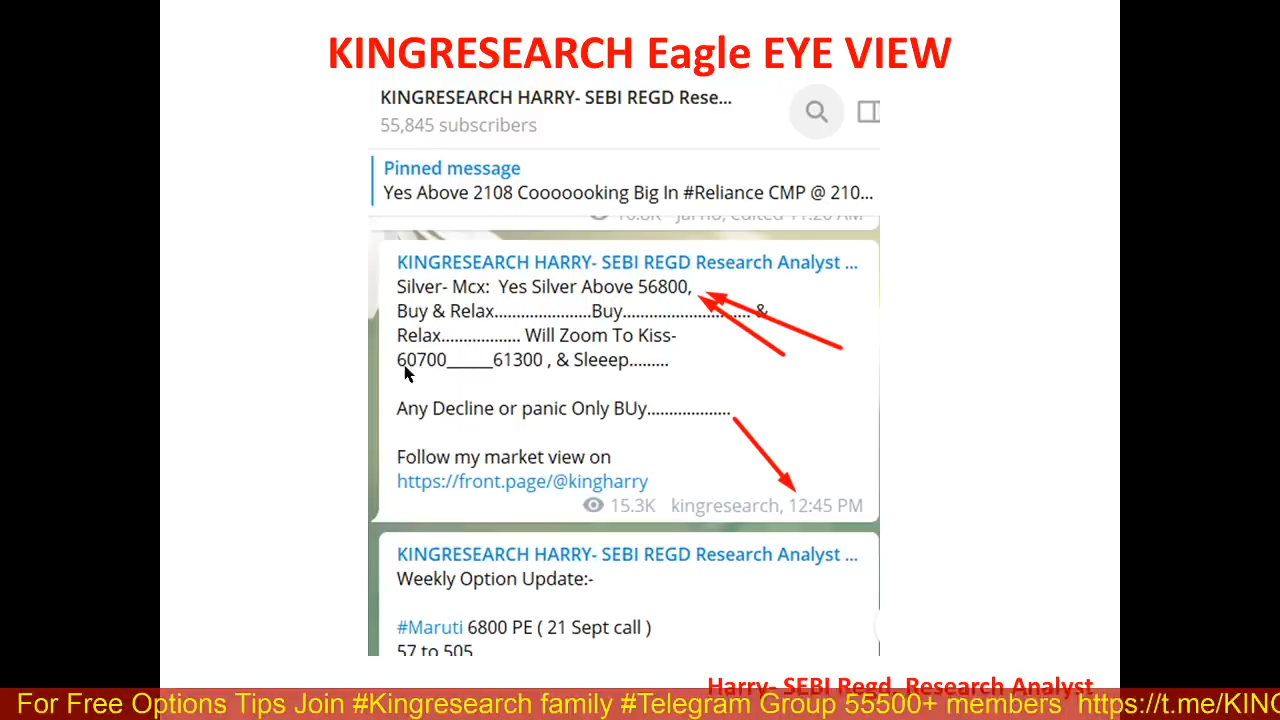 KINGRESEARCH Eagle EYE VIEW
KINGRESEARCH HARRY- SEBI REGD Rese...
55,845 subscribers
Pinned message
Yes Above 2108 Cooooooking Big In #Reliance CMP @ 210...
KINGRESEARCH HARRY- SEBI REGD Research Analyst ...
Silver- Mcx: Yes Silver Above 56800,
Buy & Relax.....................Buy............................ &
Relax................. Will Zoom To Kiss-
60700______61300 , & Sleeep.........
Any Decline or panic Only BUy..................
Follow my market view on
https://front.page/@kingharry
15.3K kingresearch, 12:45 PM
KINGRESEARCH HARRY- SEBI REGD Research Analyst ...
Weekly Option Update:-
#Maruti 6800 PE ( 21 Sept call )
57 to 505
Harry- SEBI Regd. Research Analyst
For Free Options Tips Join #Kingresearch family #Telegram Group 55500+ members https://t.me/KING